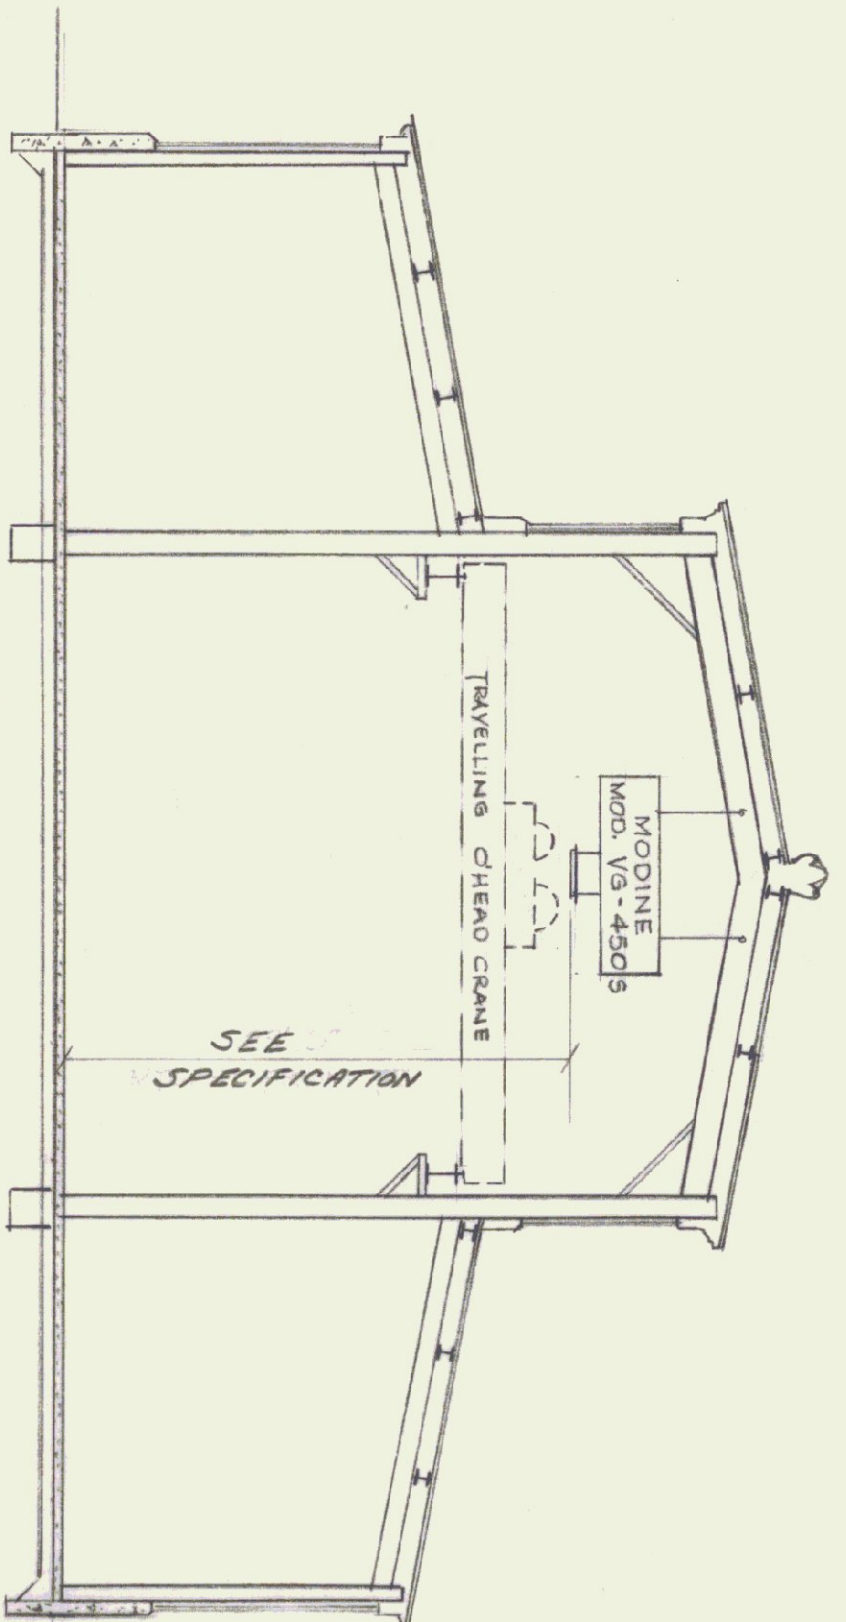 MODINE
MOD. VG-450S
TRAVELLING O'HEAD CRANE
SEE
SPECIFICATION